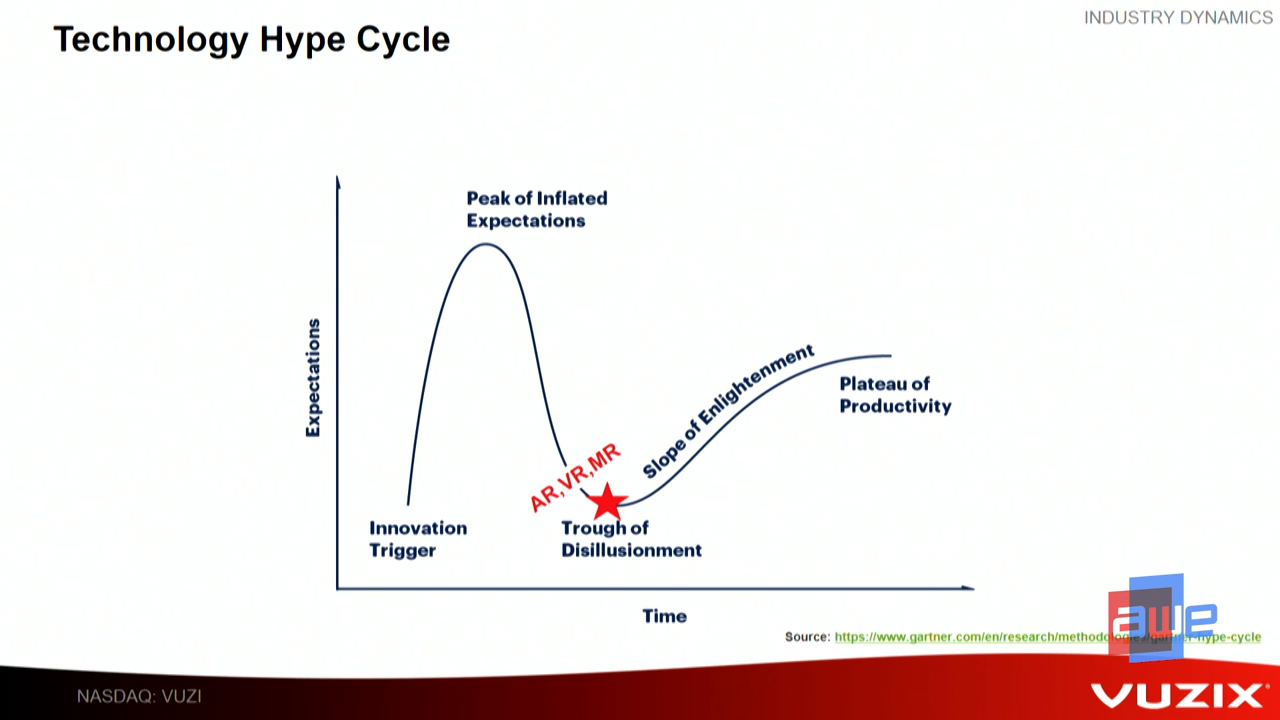 INDUSTRY DYNAMICS
Technology Hype Cycle
Peak of Inflated
Expectations
Expectations
Slope of Enlightenment
Plateau of
Productivity
AR,VR,MR
Innovation
Trigger
Trough of
Disillusionment
Time
awe
Source: https://www.gartner.com/en/research/methodologies/gartner-hype-cycle
NASDAQ: VUZI
VUZIX